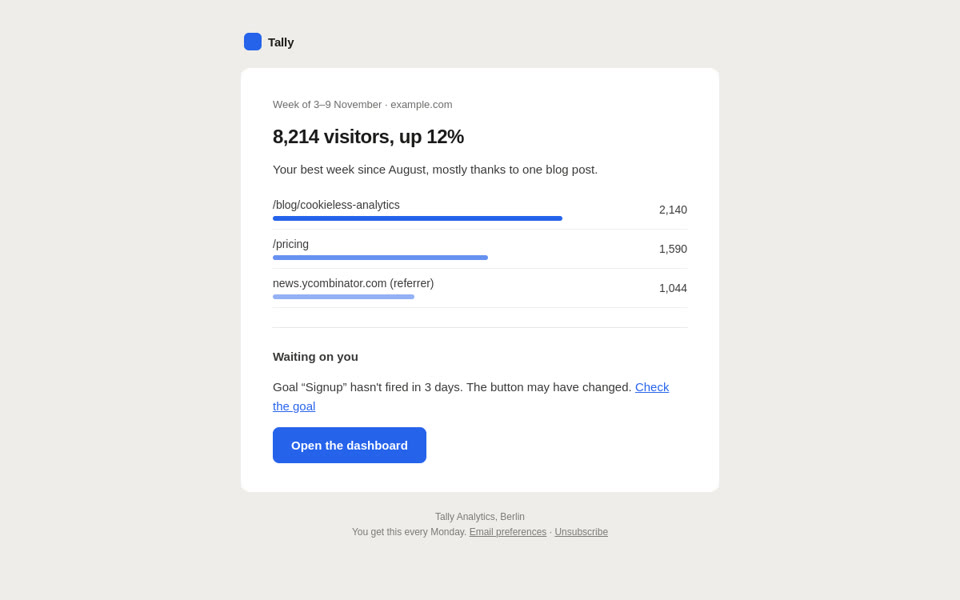 Tally
Week of 3–9 November · example.com
8,214 visitors, up 12%
Your best week since August, mostly thanks to one blog post.
/blog/cookieless-analytics
2,140
/pricing
1,590
news.ycombinator.com (referrer)
1,044
Waiting on you
Goal “Signup” hasn't fired in 3 days. The button may have changed. Check
the goal
Open the dashboard
Tally Analytics, Berlin
You get this every Monday. Email preferences · Unsubscribe